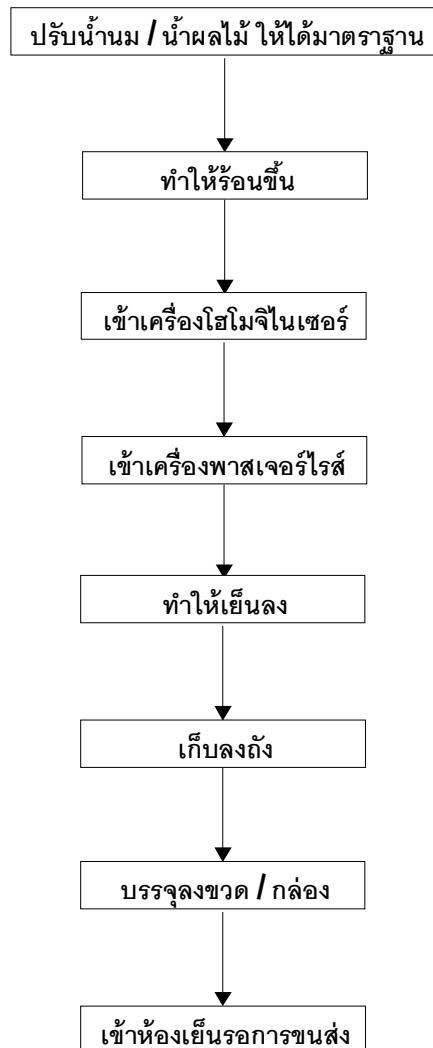 ปรับน้ำนม / น้ำผลไม้ ให้ได้มาตราฐาน
ทำให้ร้อนขึ้น
เข้าเครื่องโฮโมจิไนเซอร์
เข้าเครื่องพาสเจอร์ไรส์
ทำให้เย็นลง
เก็บลงถัง
บรรจุลงขวด / กล่อง
เข้าห้องเย็นรอการขนส่ง